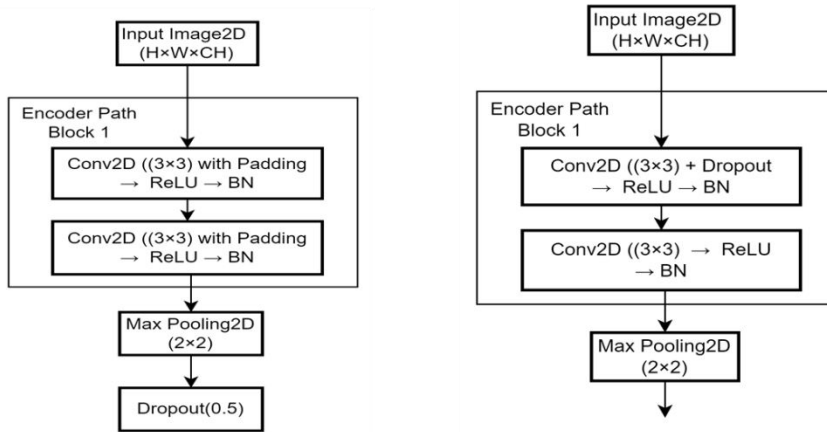 Input Image2D
(H×W×CH)
Encoder Path
Block 1
Conv2D ((3×3) with Padding
→ ReLU → BN
Conv2D ((3×3) with Padding
→ ReLU → BN
Max Pooling2D
(2×2)
Dropout(0.5)
Input Image2D
(H×W×CH)
Encoder Path
Block 1
Conv2D ((3×3) + Dropout
→ ReLU → BN
Conv2D ((3×3) → ReLU
→ BN
Max Pooling2D
(2×2)